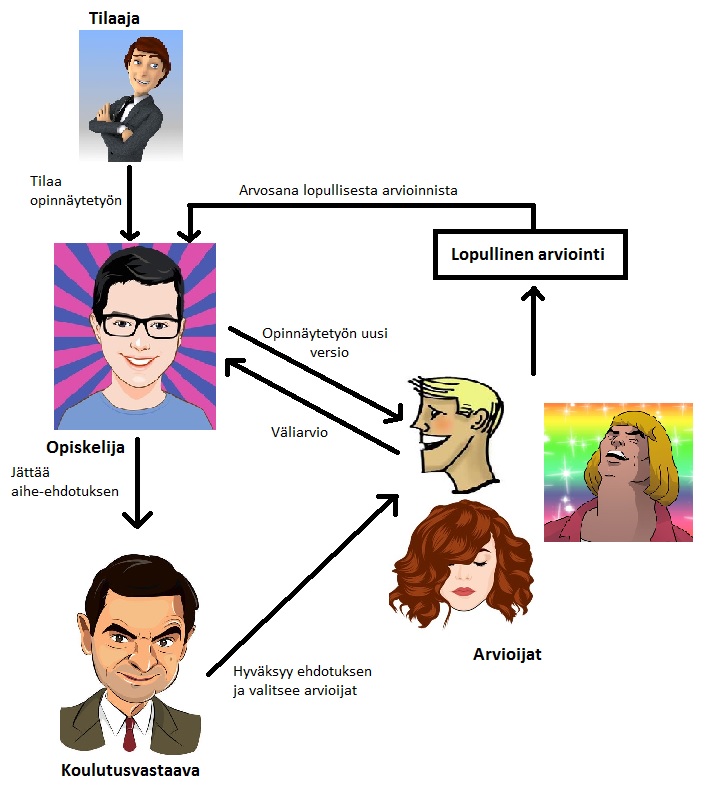 Tilaaja
Tilaa
opinnäytetyön
Arvosana lopullisesta arvioinnista
Lopullinen arviointi
Opinnäytetyön uusi
versio
Väliarvio
Opiskelija
Jättää
aihe-ehdotuksen
Arvioijat
Hyväksyy ehdotuksen
ja valitsee arvioijat
Koulutusvastaava